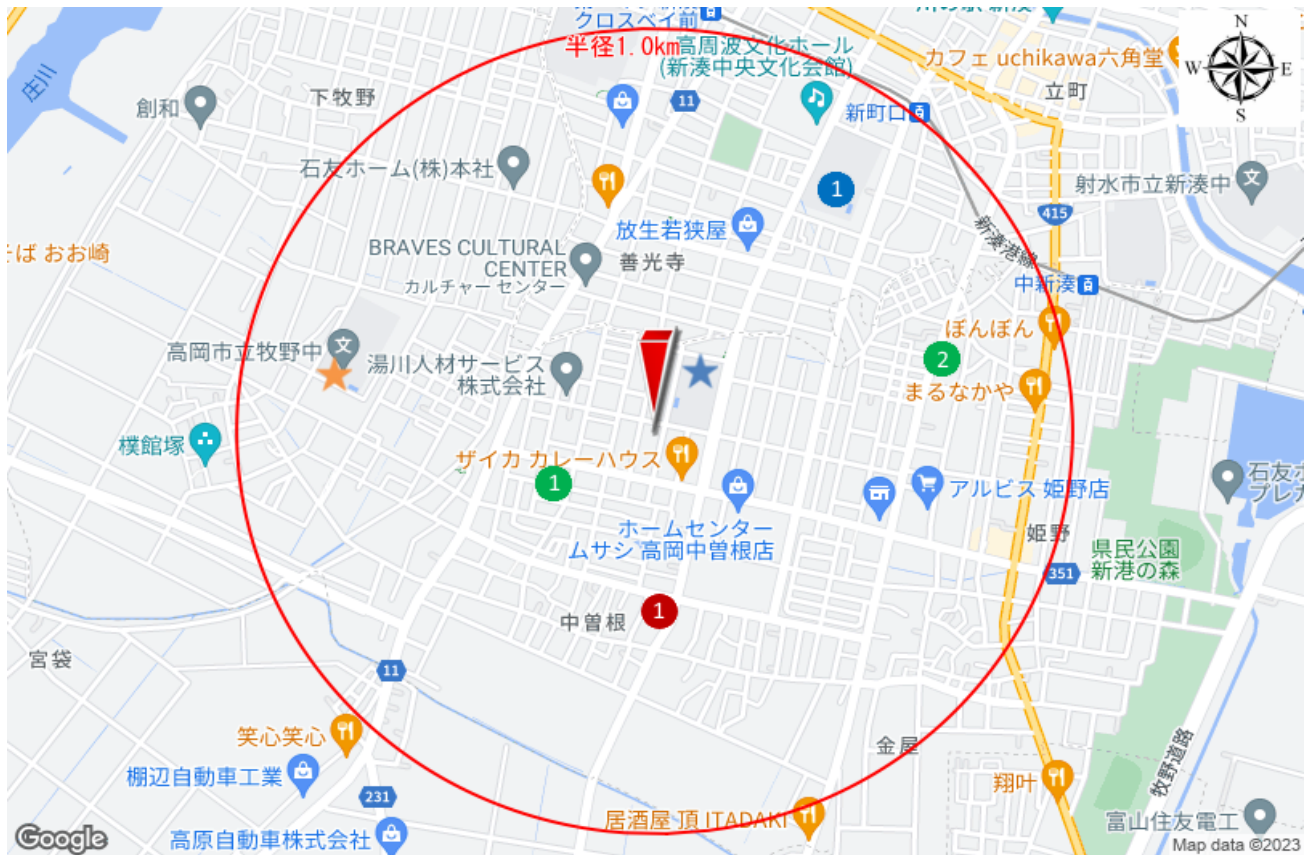 クロスベイ前
半径1.0km
高周波文化ホール
(新湊中央文化会館)
カフェ uchikawa六角堂
立町
N
W
E
S
庄川
創和
下牧野
11
新町口
石友ホーム(株)本社
1
射水市立新湊中
415
放生若狭屋
新湊港線
BRAVES CULTURAL
CENTER
カルチャー センター
善光寺
そば おお崎
中新湊
ぼんぼん
高岡市立牧野中
湯川人材サービス
株式会社
2
まるなかや
樸館塚
ザイカ カレーハウス
1
アルビス 姫野店
石友ホ
プレカ
ホームセンター
ムサシ 高岡中曽根店
姫野
県民公園
新港の森
351
1
中曽根
宮袋
11
笑心笑心
金屋
棚辺自動車工業
翔叶
牧野道路
231
居酒屋 頂 ITADAKI
富山住友電工
高原自動車株式会社
Google
Map data ©2023